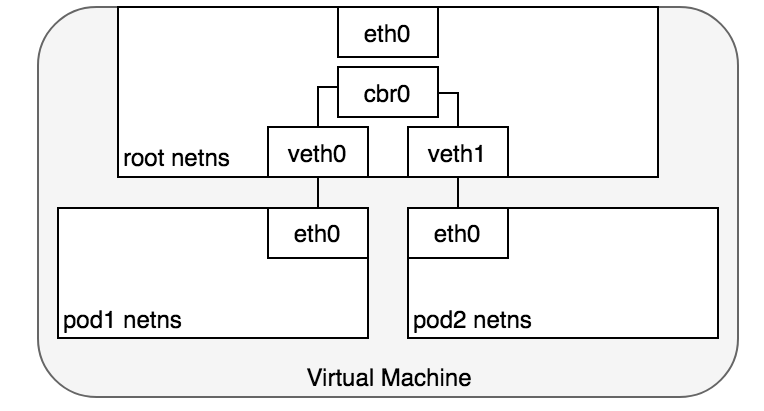 eth0
cbr0
root netns
veth0
veth1
eth0
eth0
pod1 netns
pod2 netns
Virtual Machine